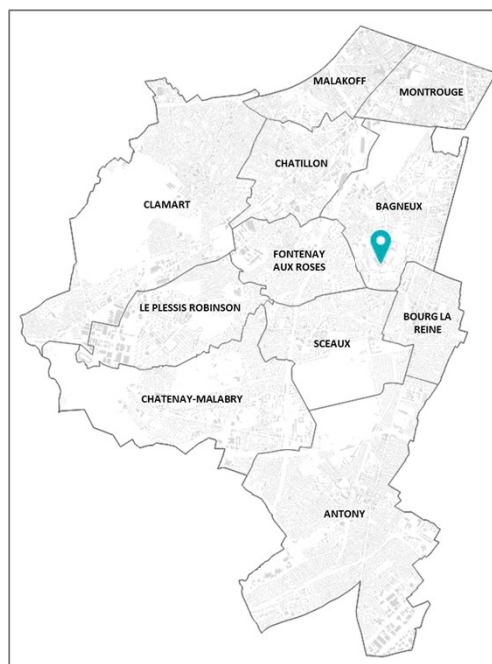 MALAKOFF
MONTROUGE
CHATILLON
CLAMART
BAGNEUX
FONTENAY
AUX ROSES
LE PLESSIS ROBINSON
BOURG LA
REINE
SCEAUX
CHATENAY-MALABRY
ANTONY